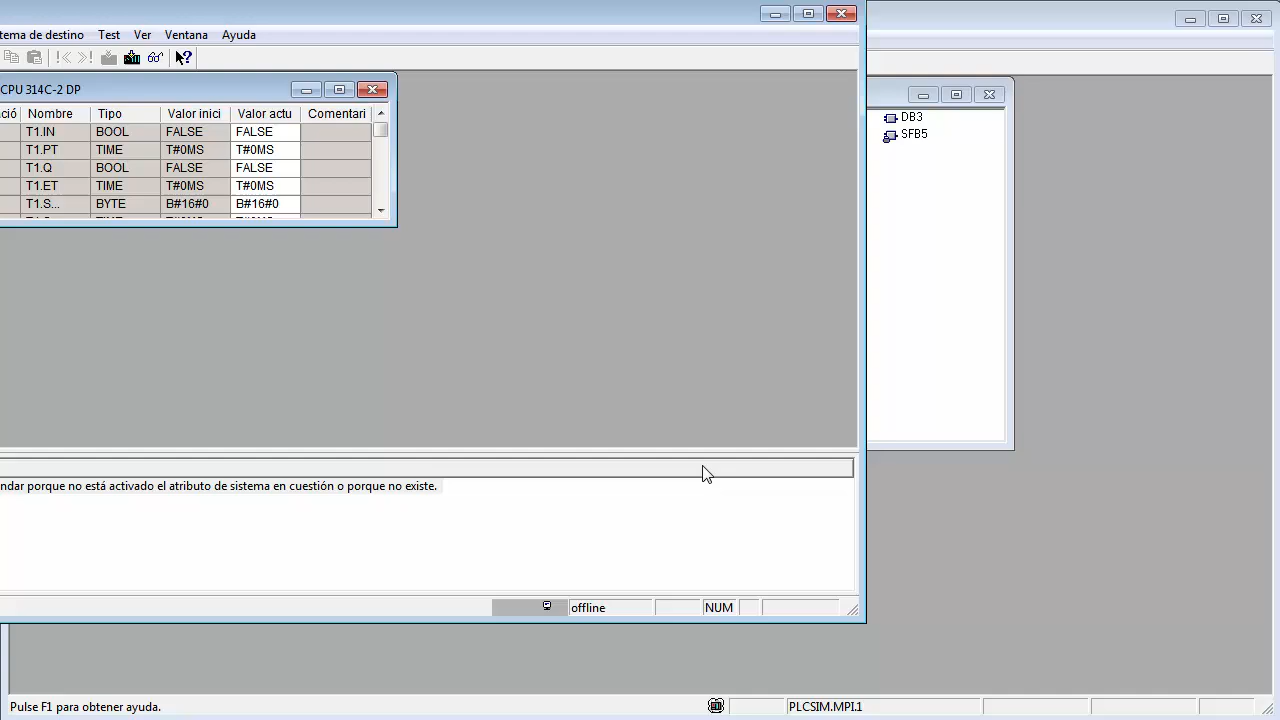 tema de destino Test Ver Ventana Ayuda
CPU 314C-2 DP
ació Nombre Tipo Valor inici Valor actu Comentari
T1.IN BOOL FALSE FALSE
T1.PT TIME T#0MS T#0MS
T1.Q BOOL FALSE FALSE
T1.ET TIME T#0MS T#0MS
T1.S... BYTE B#16#0 B#16#0
DB3
SFB5
ndar porque no está activado el atributo de sistema en cuestión o porque no existe.
offline NUM
Pulse F1 para obtener ayuda. PLCSIM.MPI.1